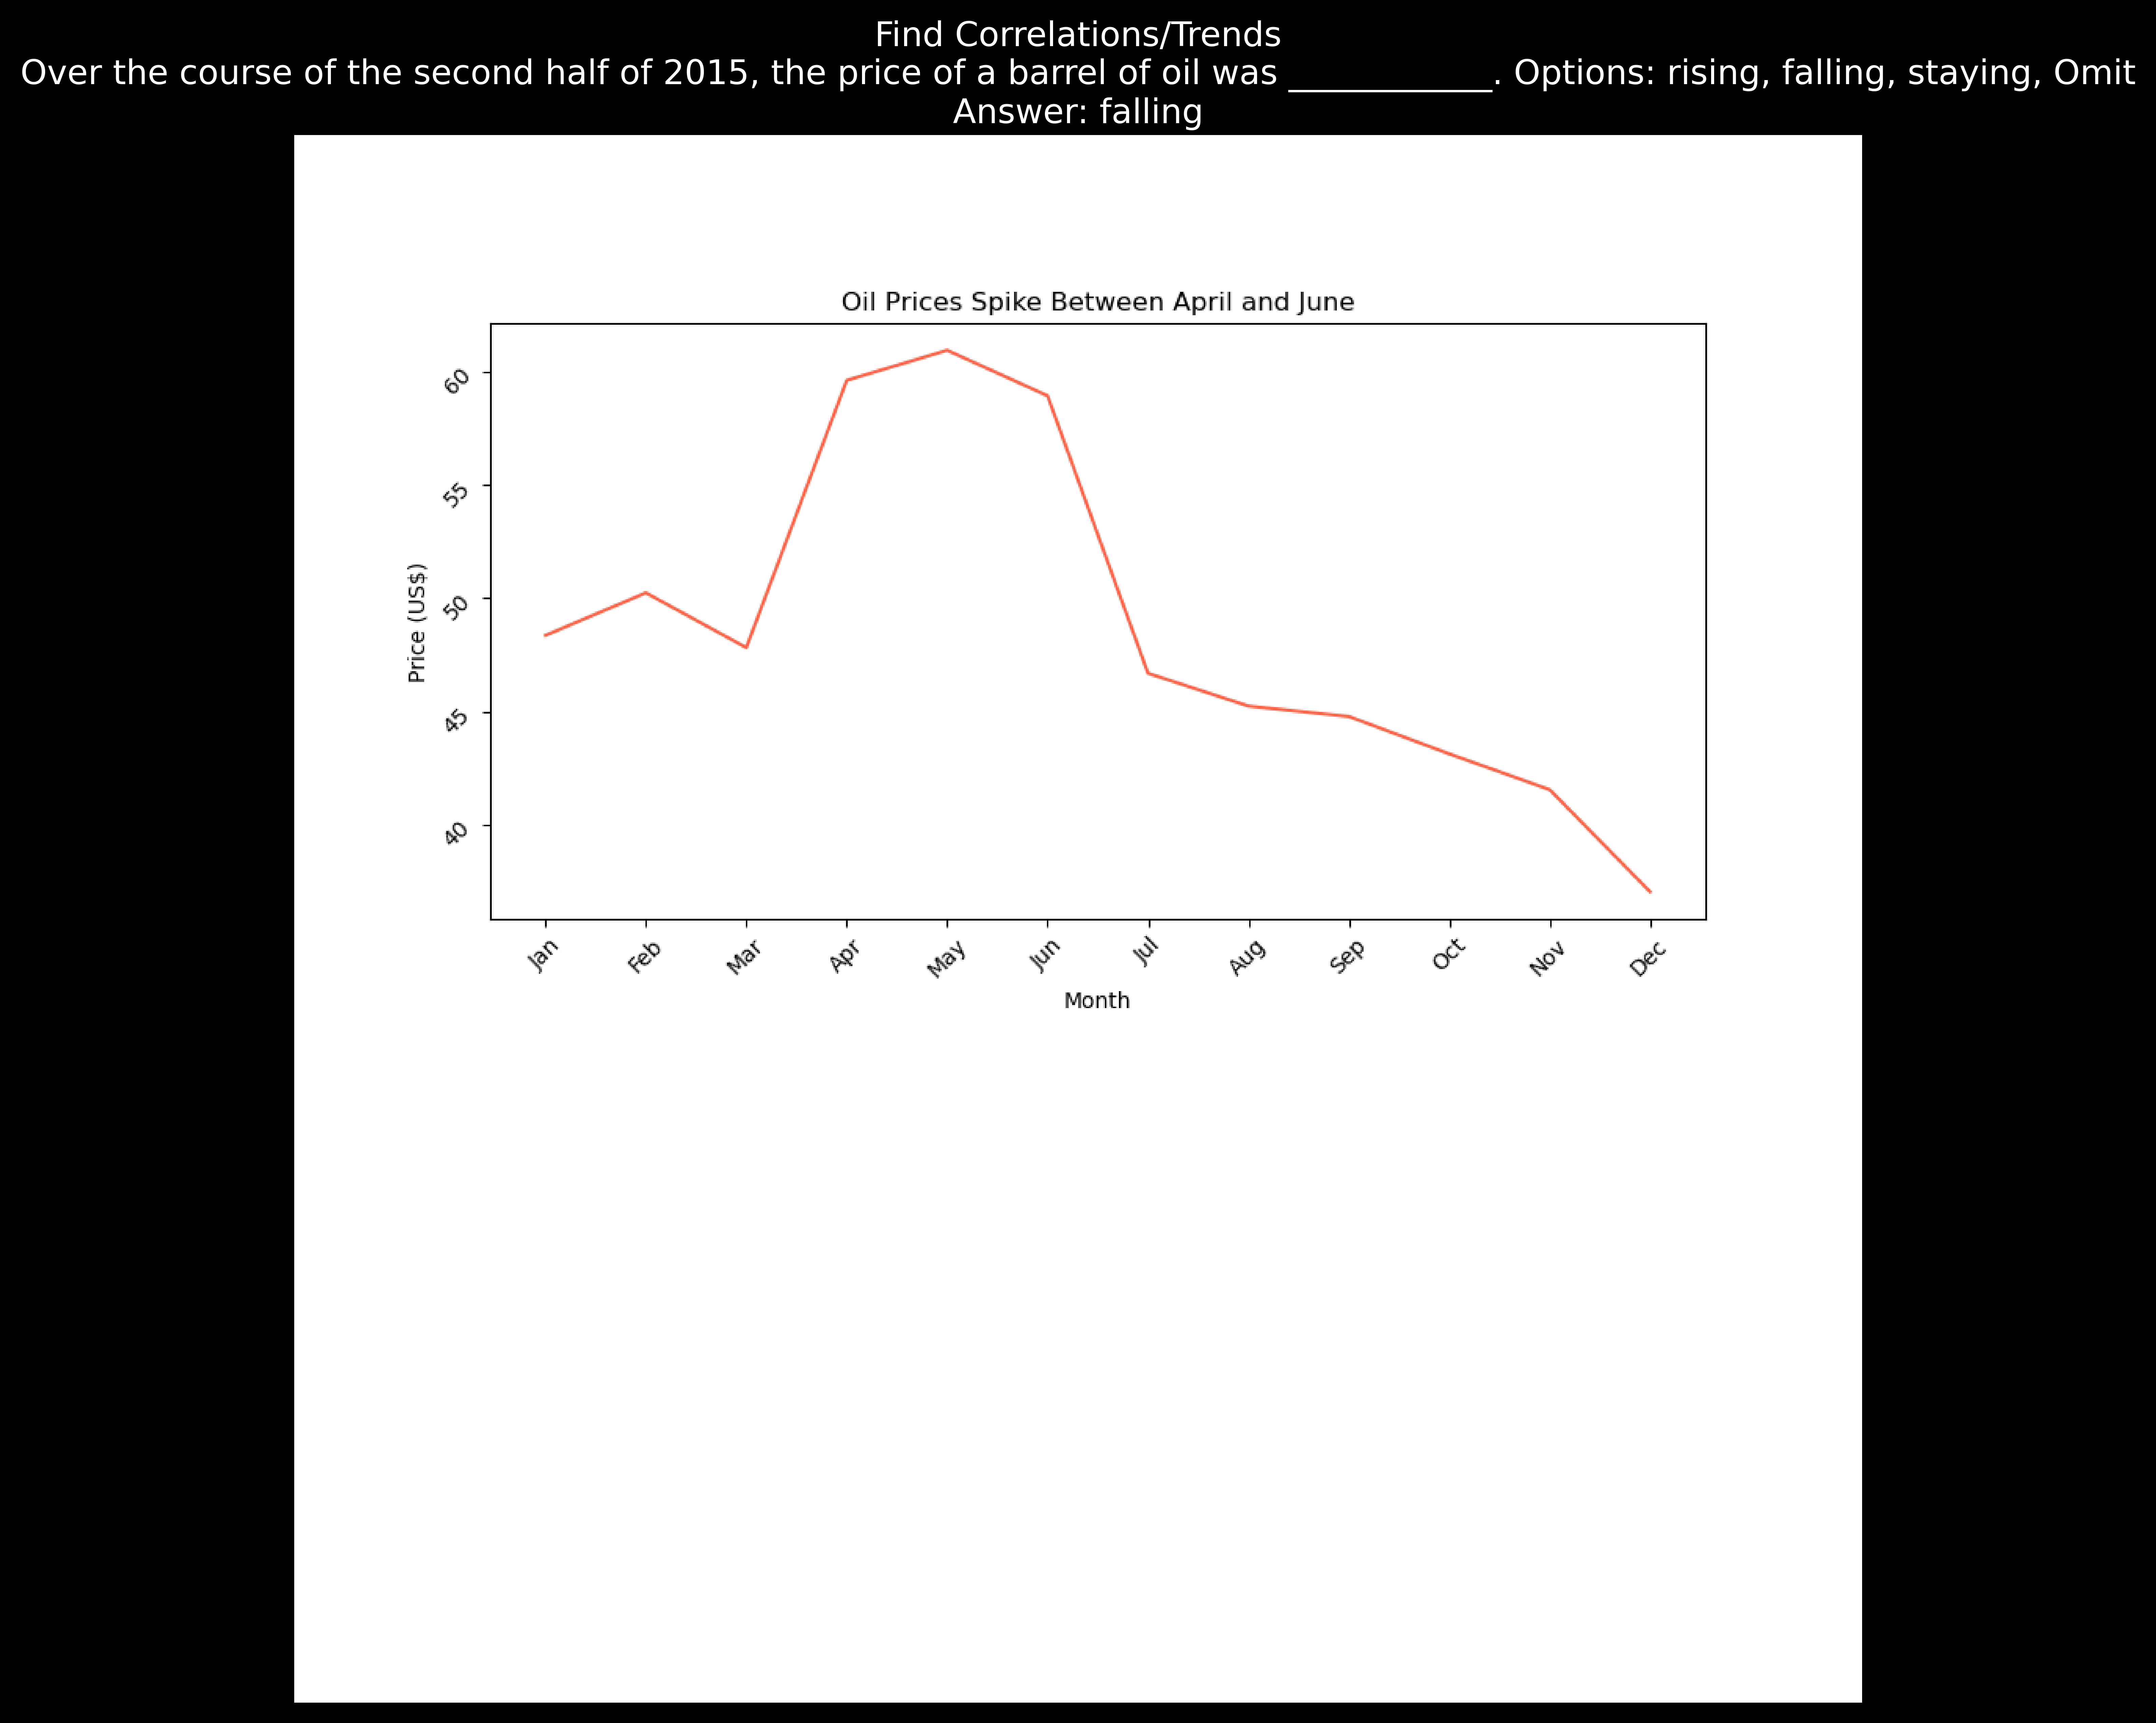 Find Correlations/Trends
Over the course of the second half of 2015, the price of a barrel of oil was ____________. Options: rising, falling, staying, Omit
Answer: falling
Oil Prices Spike Between April and June
60
55
50
45
40
Price (US$)
Jan Feb Mar Apr May Jun Jul Aug Sep Oct Nov Dec
Month